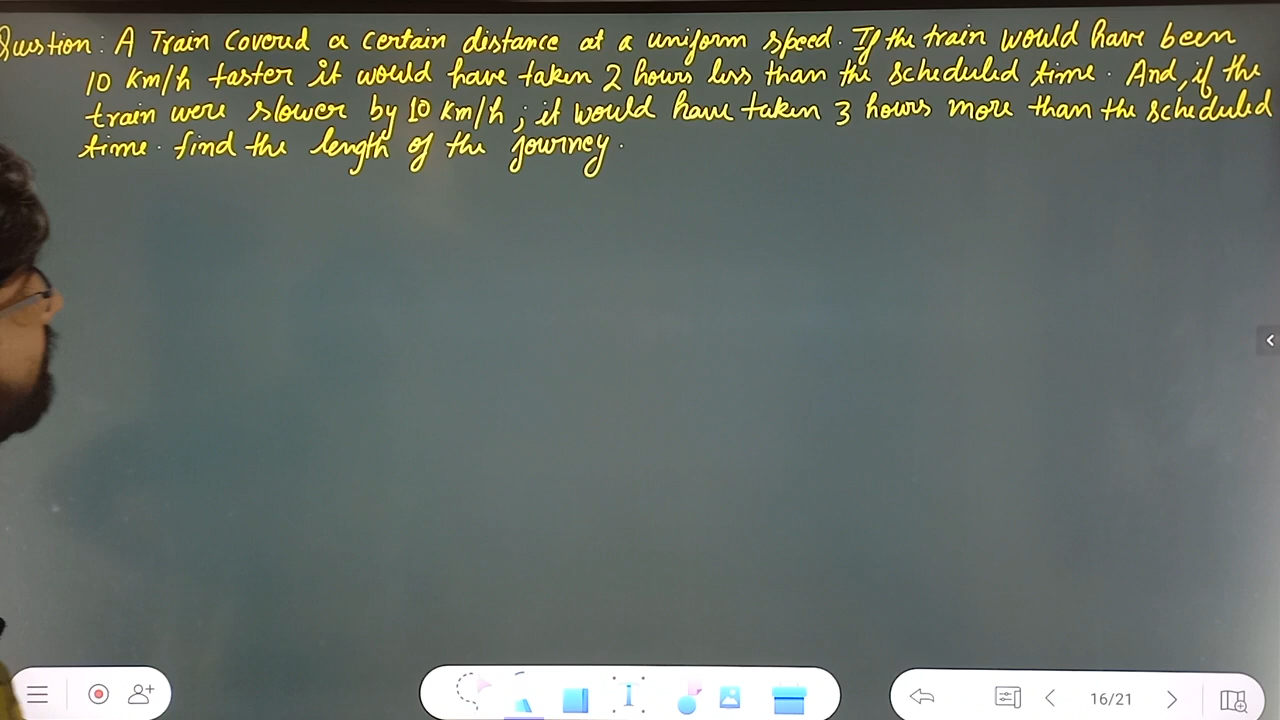 Question: A Train Covered a certain distance at a uniform speed. If the train would have been
10 Km/h faster it would have taken 2 hours less than the scheduled time. And, if the
train were slower by 10 Km/h; it would have taken 3 hours more than the scheduled
time. find the length of the journey.
16/21